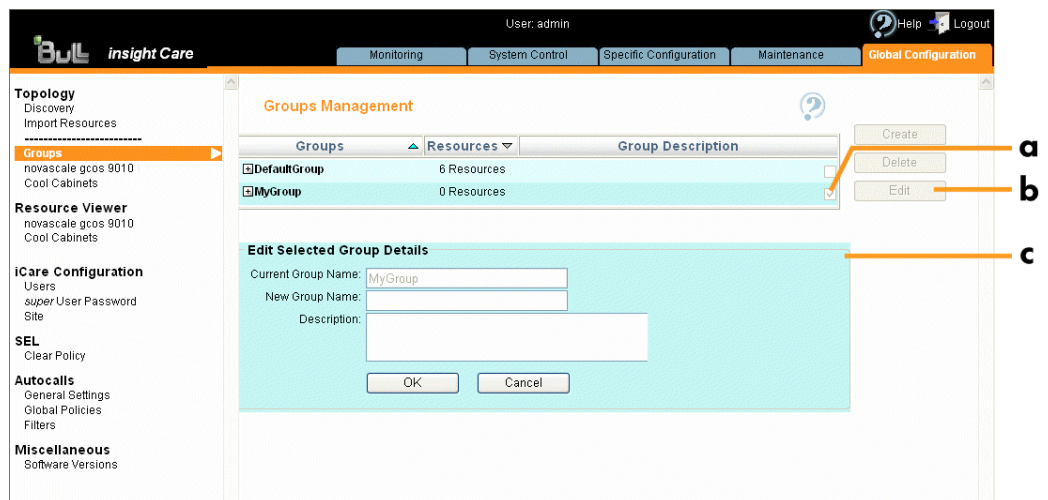 User: admin
Help
Logout
Bull
insight Care
Monitoring
System Control
Specific Configuration
Maintenance
Global Configuration
Topology
Discovery
Import Resources
-------------------------
Groups
novascale gcos 9010
Cool Cabinets
Resource Viewer
novascale gcos 9010
Cool Cabinets
iCare Configuration
Users
super User Password
Site
SEL
Clear Policy
Autocalls
General Settings
Global Policies
Filters
Miscellaneous
Software Versions
Groups Management
?
Groups Resources Group Description
DefaultGroup 6 Resources
MyGroup 0 Resources
Create
Delete
Edit
a
b
c
Edit Selected Group Details
Current Group Name: MyGroup
New Group Name:
Description:
OK Cancel